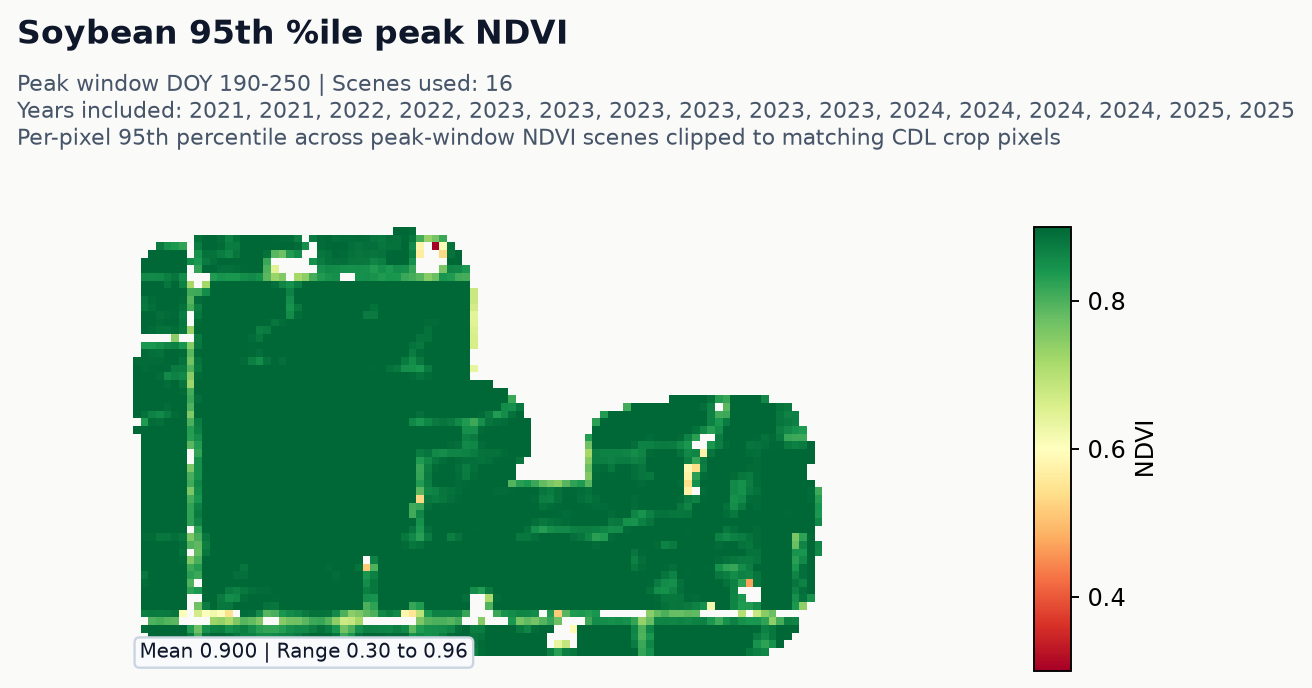 Soybean 95th %ile peak NDVI
Peak window DOY 190-250 | Scenes used: 16
Years included: 2021, 2021, 2022, 2022, 2023, 2023, 2023, 2023, 2023, 2023, 2024, 2024, 2024, 2024, 2025, 2025
Per-pixel 95th percentile across peak-window NDVI scenes clipped to matching CDL crop pixels
0.8
0.6
0.4
NDVI
Mean 0.900 | Range 0.30 to 0.96